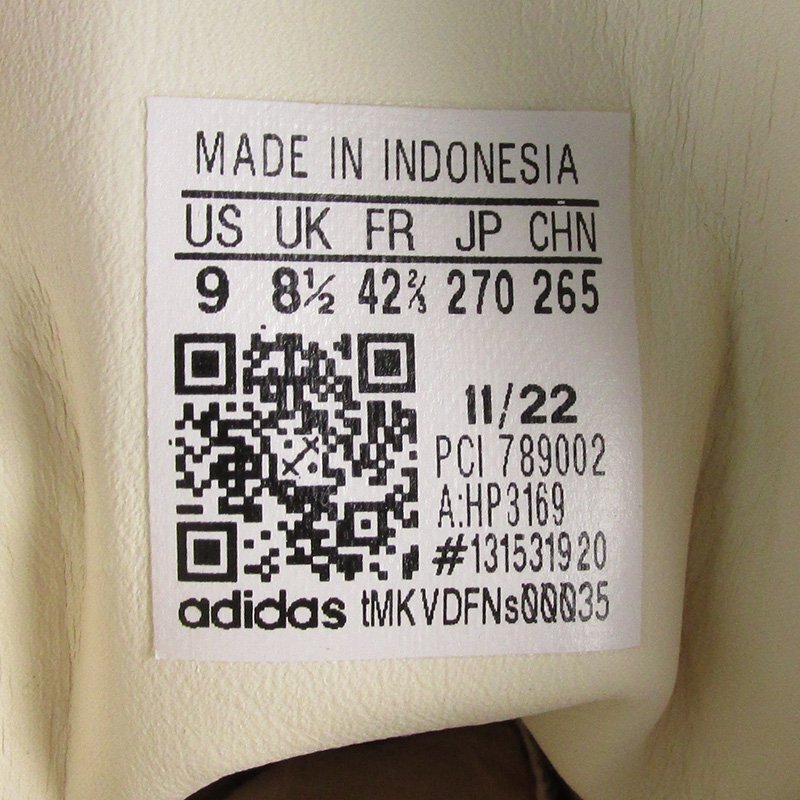 MADE IN INDONESIA
US UK FR JP CHN
9 8½ 42⅔ 270 265
11/22
PCI 789002
A:HP3169
#131531920
adidas tMKVDFNs00035